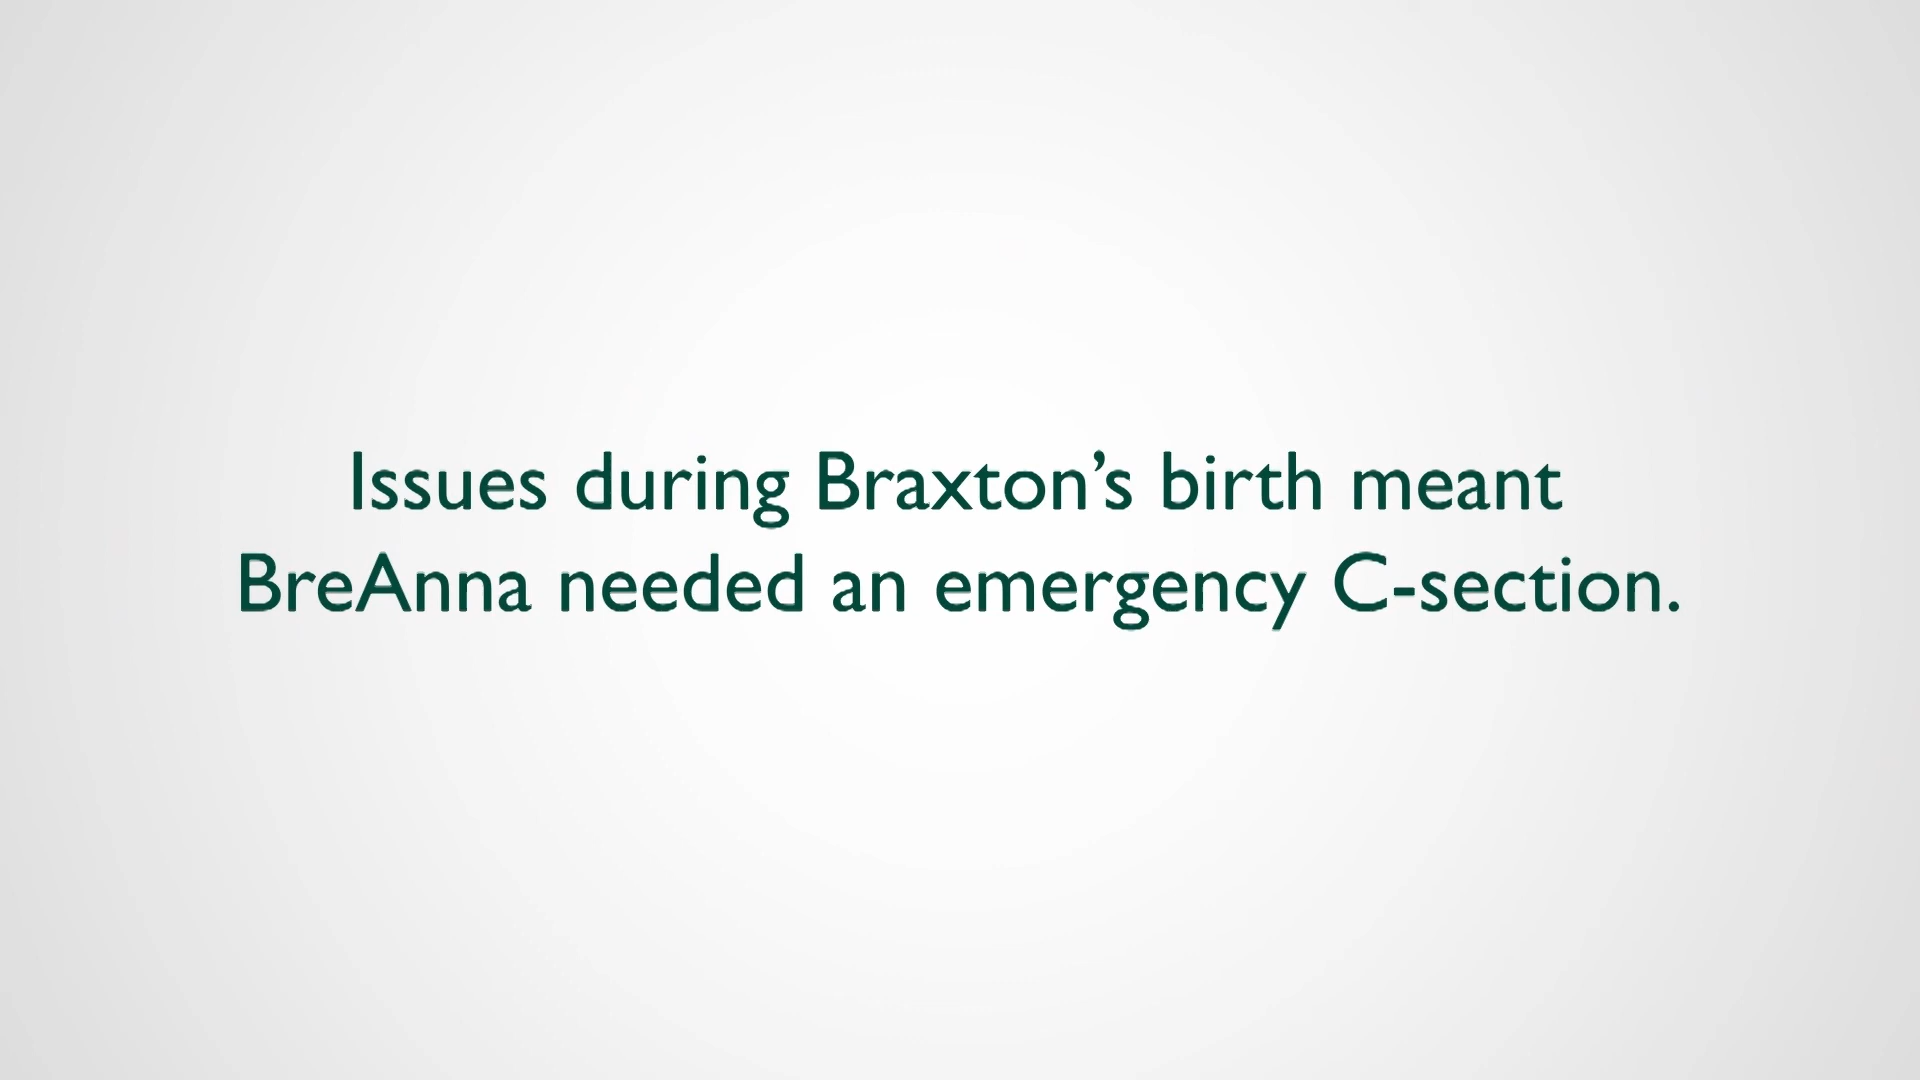 Issues during Braxton’s birth meant
BreAnna needed an emergency C-section.